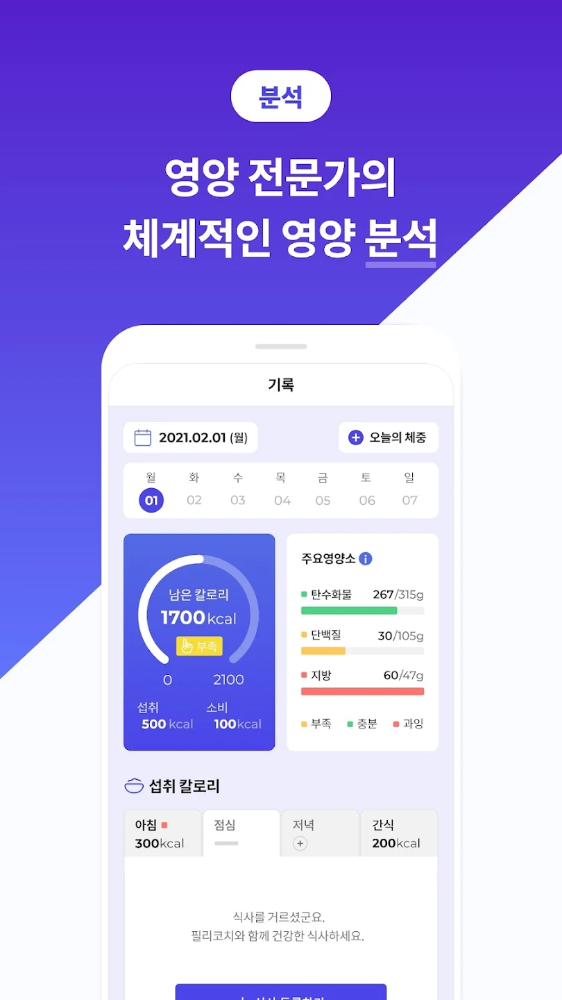 분석
영양 전문가의
체계적인 영양 분석
기록
2021.02.01 (월)
오늘의 체중
월 화 수 목 금 토 일
01 02 03 04 05 06 07
남은 칼로리
1700 kcal
부족
0 2100
섭취 소비
500 kcal 100 kcal
주요영양소
탄수화물 267/315g
단백질 30/105g
지방 60/47g
부족 충분 과잉
섭취 칼로리
아침 점심 저녁 간식
300kcal 200kcal
식사를 거르셨군요.
필리코치와 함께 건강한 식사하세요.